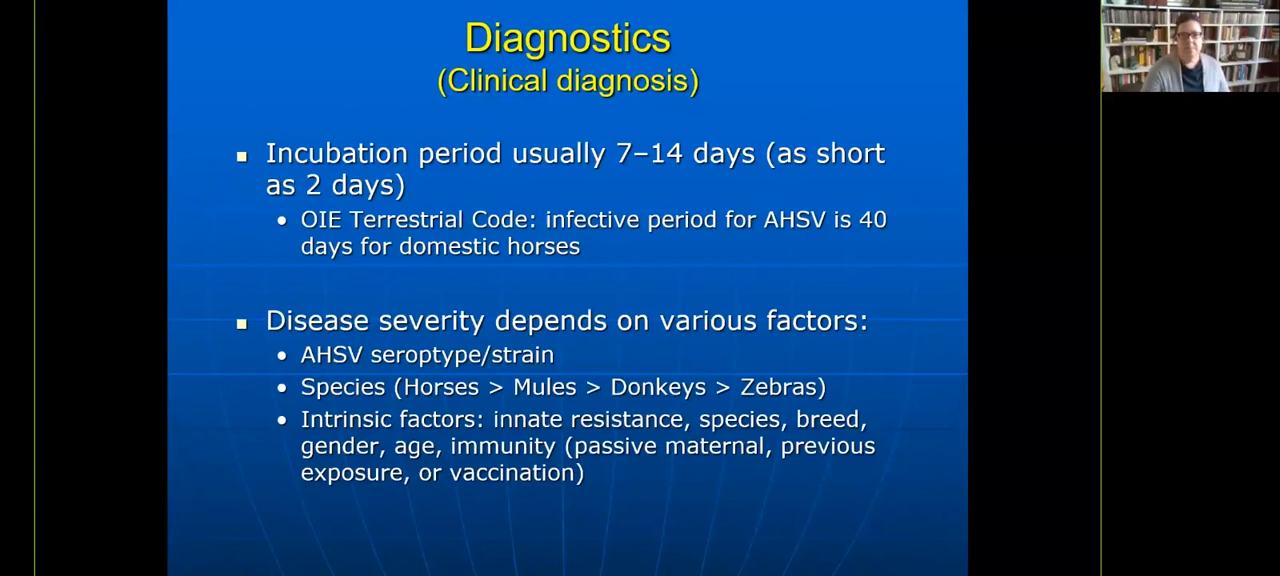 Diagnostics
(Clinical diagnosis)
Incubation period usually 7–14 days (as short
as 2 days)
OIE Terrestrial Code: infective period for AHSV is 40
days for domestic horses
Disease severity depends on various factors:
AHSV seroptype/strain
Species (Horses > Mules > Donkeys > Zebras)
Intrinsic factors: innate resistance, species, breed,
gender, age, immunity (passive maternal, previous
exposure, or vaccination)